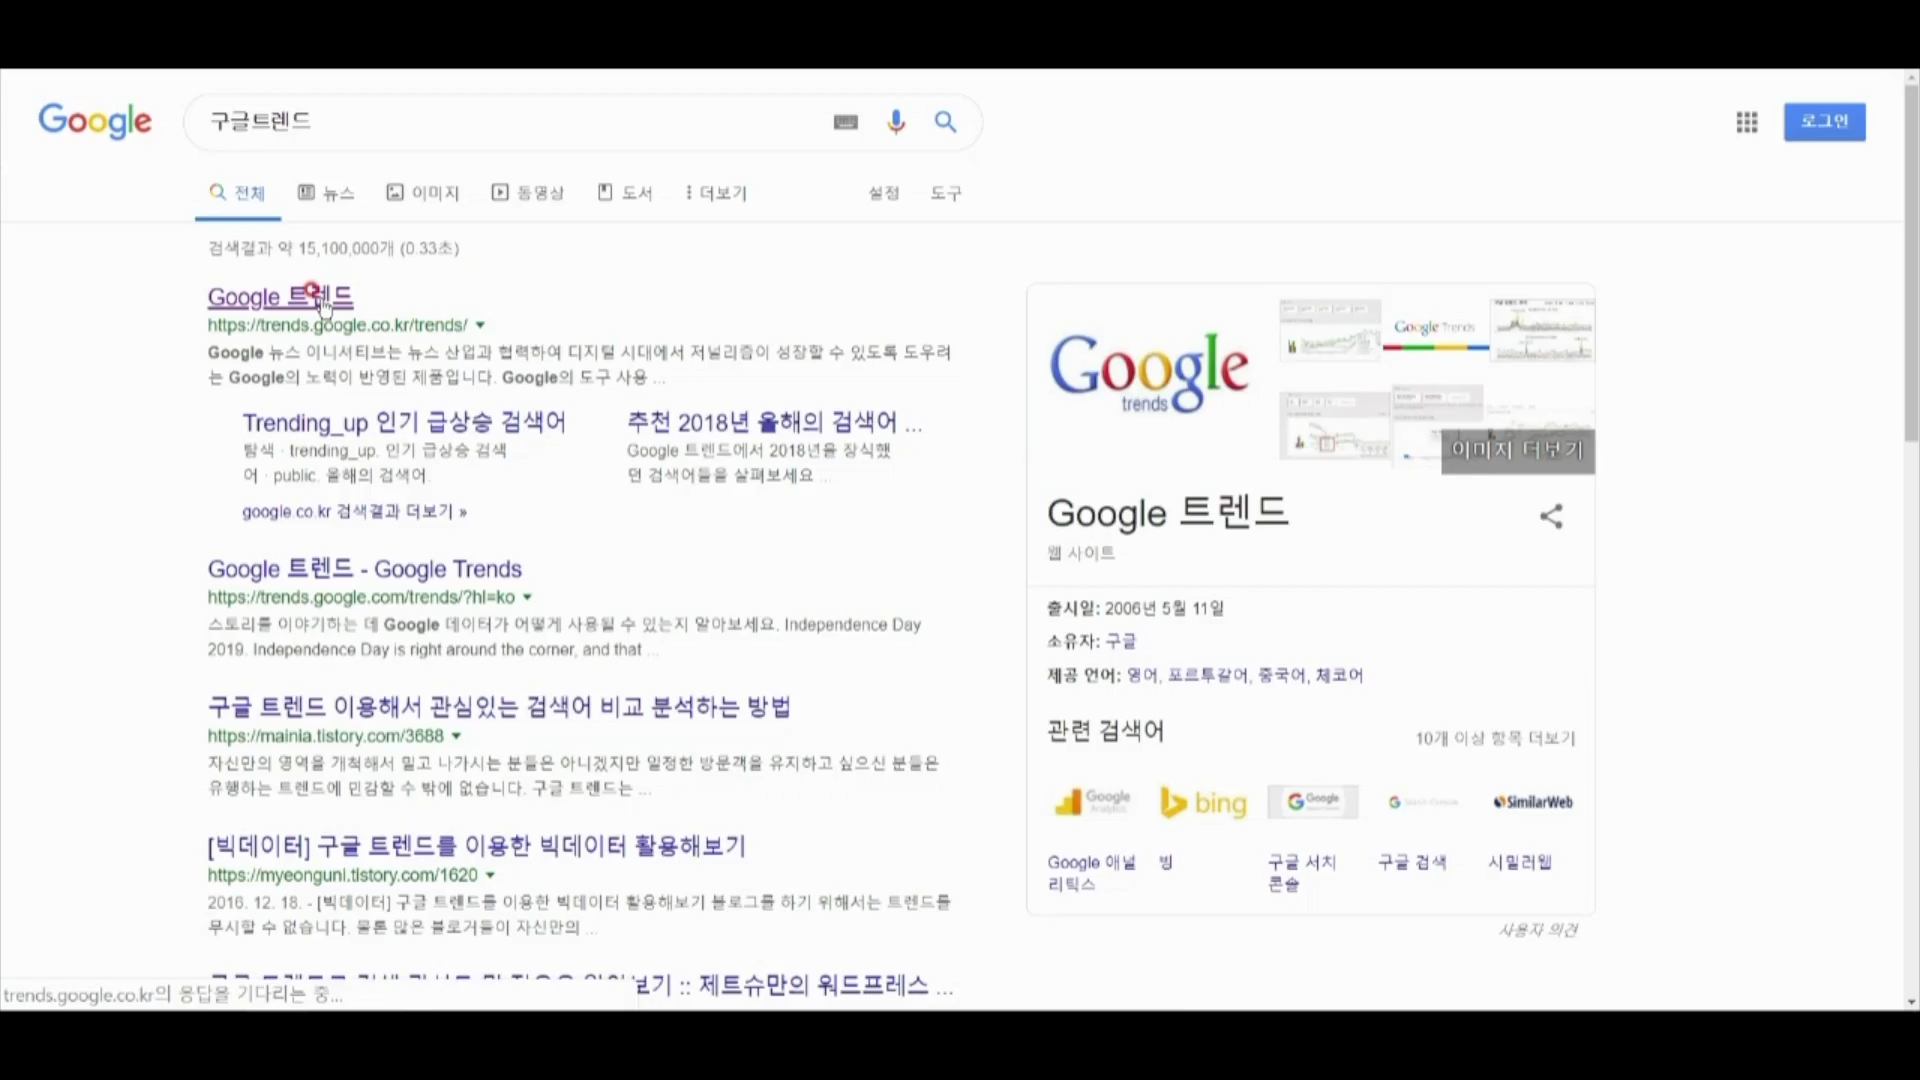 Google
구글트렌드
로그인
전체
뉴스
이미지
동영상
도서
더보기
설정
도구
검색결과 약 15,100,000개 (0.33초)
Google 트렌드
https://trends.google.co.kr/trends/
Google 뉴스 이니셔티브는 뉴스 산업과 협력하여 디지털 시대에서 저널리즘이 성장할 수 있도록 도우려
는 Google의 노력이 반영된 제품입니다. Google의 도구 사용 ...
Trending_up 인기 급상승 검색어
탐색 · trending_up. 인기 급상승 검색
어 · public. 올해의 검색어.
추천 2018년 올해의 검색어 ...
Google 트렌드에서 2018년을 장식했
던 검색어들을 살펴보세요 ...
google.co.kr 검색결과 더보기 »
Google 트렌드 - Google Trends
https://trends.google.com/trends/?hl=ko
스토리를 이야기하는 데 Google 데이터가 어떻게 사용될 수 있는지 알아보세요. Independence Day
2019. Independence Day is right around the corner, and that ...
구글 트렌드 이용해서 관심있는 검색어 비교 분석하는 방법
https://mainia.tistory.com/3688
자신만의 영역을 개척해서 밀고 나가시는 분들은 아니겠지만 일정한 방문객을 유지하고 싶으신 분들은
유행하는 트렌드에 민감할 수 밖에 없습니다. 구글 트렌드는 ...
[빅데이터] 구글 트렌드를 이용한 빅데이터 활용해보기
https://myeonguni.tistory.com/1620
2016. 12. 18. - [빅데이터] 구글 트렌드를 이용한 빅데이터 활용해보기 블로그를 하기 위해서는 트렌드를
무시할 수 없습니다. 물론 많은 블로거들이 자신만의 ...
보기 :: 제트슈만의 워드프레스 ...
trends.google.co.kr의 응답을 기다리는 중...
Google
trends
Google Trends
이미지 더보기
Google 트렌드
웹 사이트
출시일: 2006년 5월 11일
소유자: 구글
제공 언어: 영어, 포르투갈어, 중국어, 체코어
관련 검색어
10개 이상 항목 더보기
Google
Analytics
bing
Google
SimilarWeb
Google 애널
리틱스
빙
구글 서치
콘솔
구글 검색
시밀러웹
사용자 의견